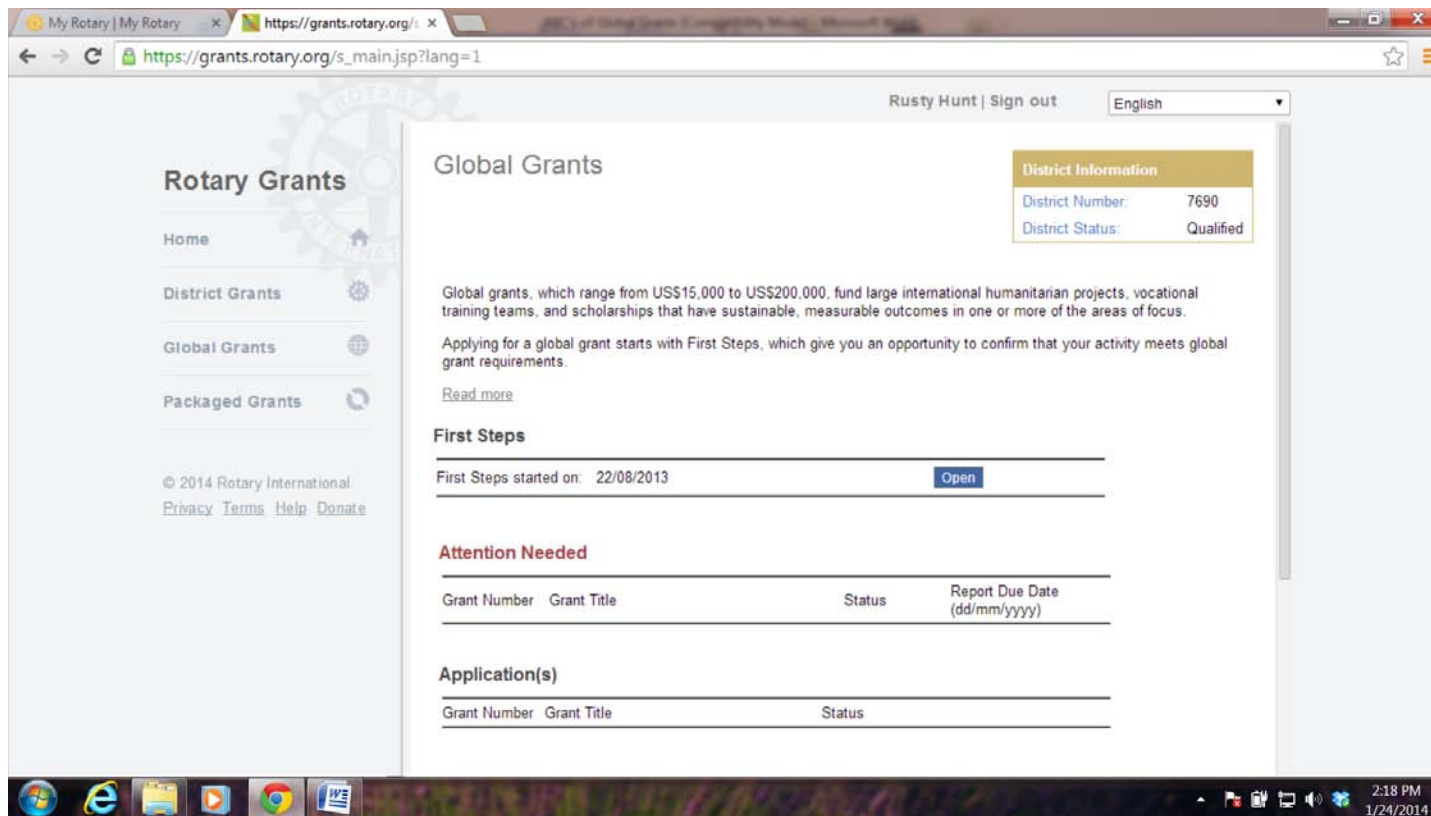 My Rotary | My Rotary
https://grants.rotary.org/s
https://grants.rotary.org/s_main.jsp?lang=1
Rusty Hunt | Sign out
English
Rotary Grants
Home
District Grants
Global Grants
Packaged Grants
© 2014 Rotary International
Privacy Terms Help Donate
Global Grants
District Information
District Number: 7690
District Status: Qualified
Global grants, which range from US$15,000 to US$200,000, fund large international humanitarian projects, vocational
training teams, and scholarships that have sustainable, measurable outcomes in one or more of the areas of focus.
Applying for a global grant starts with First Steps, which give you an opportunity to confirm that your activity meets global
grant requirements.
Read more
First Steps
First Steps started on: 22/08/2013 Open
Attention Needed
Grant Number Grant Title Status Report Due Date
(dd/mm/yyyy)
Application(s)
Grant Number Grant Title Status
2:18 PM
1/24/2014